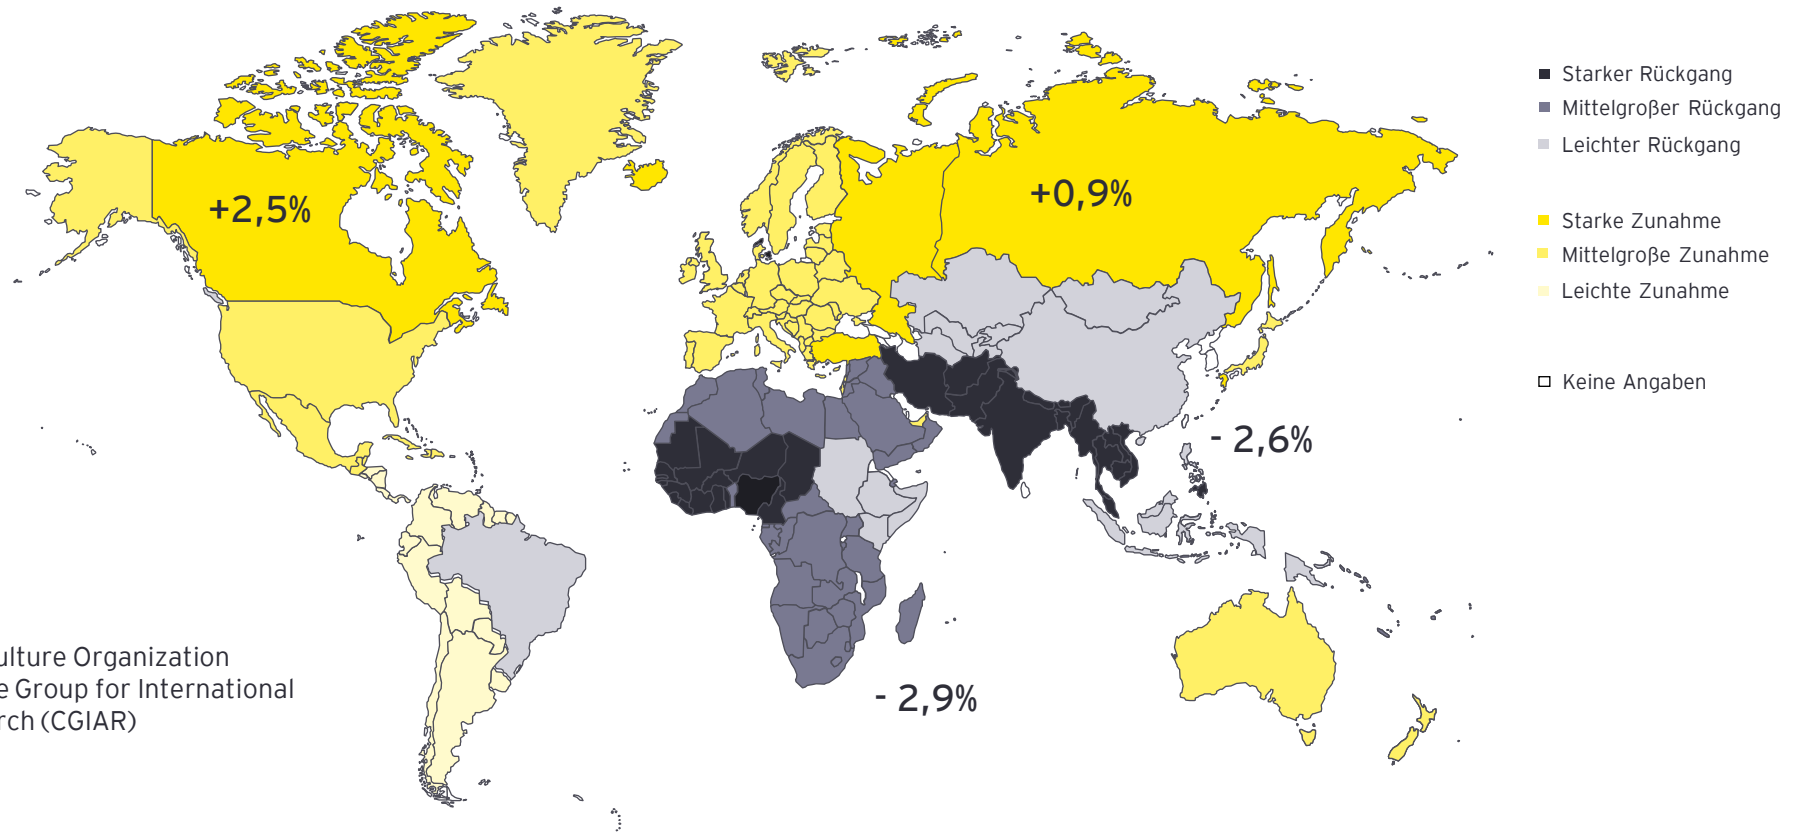 Starker Rückgang
Mittelgroßer Rückgang
Leichter Rückgang
Starke Zunahme
Mittelgroße Zunahme
Leichte Zunahme
Keine Angaben
+2,5%
+0,9%
- 2,6%
- 2,9%
ulture Organization
e Group for International
rch (CGIAR)